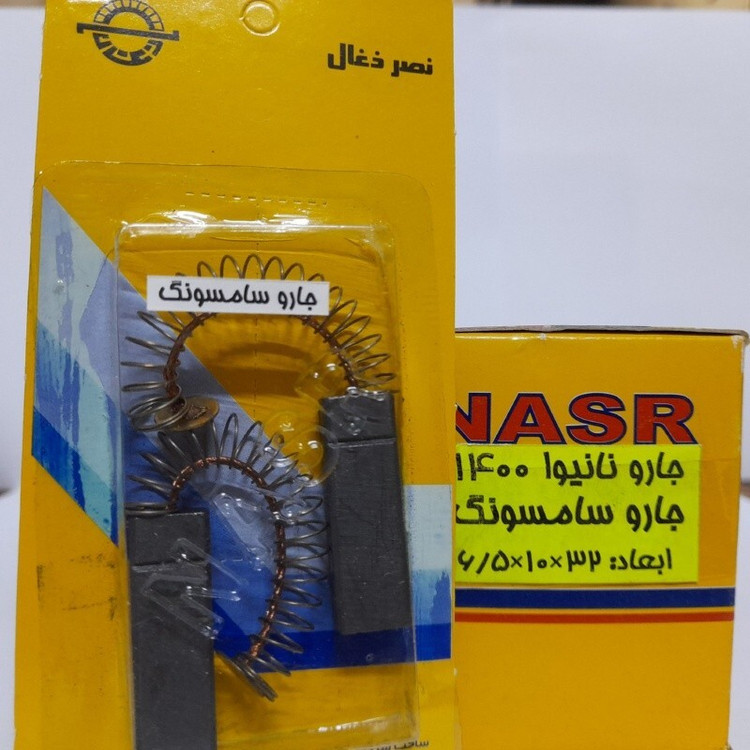 نصر ذغال
جارو سامسونگ
NASR
جارو نانیوا ۱۴۰۰
جارو سامسونگ
ابعاد: ۶/۵×۱۰×۳۲